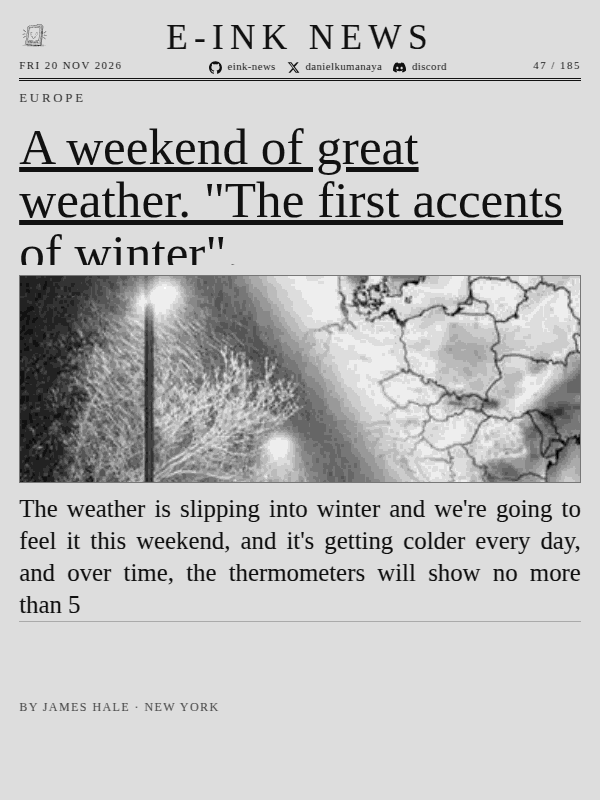 E-INK NEWS
FRI 20 NOV 2026
eink-news
danielkumanaya
discord
47 / 185
EUROPE
A weekend of great
weather. "The first accents
of winter"
The weather is slipping into winter and we're going to
feel it this weekend, and it's getting colder every day,
and over time, the thermometers will show no more
than 5
BY JAMES HALE · NEW YORK